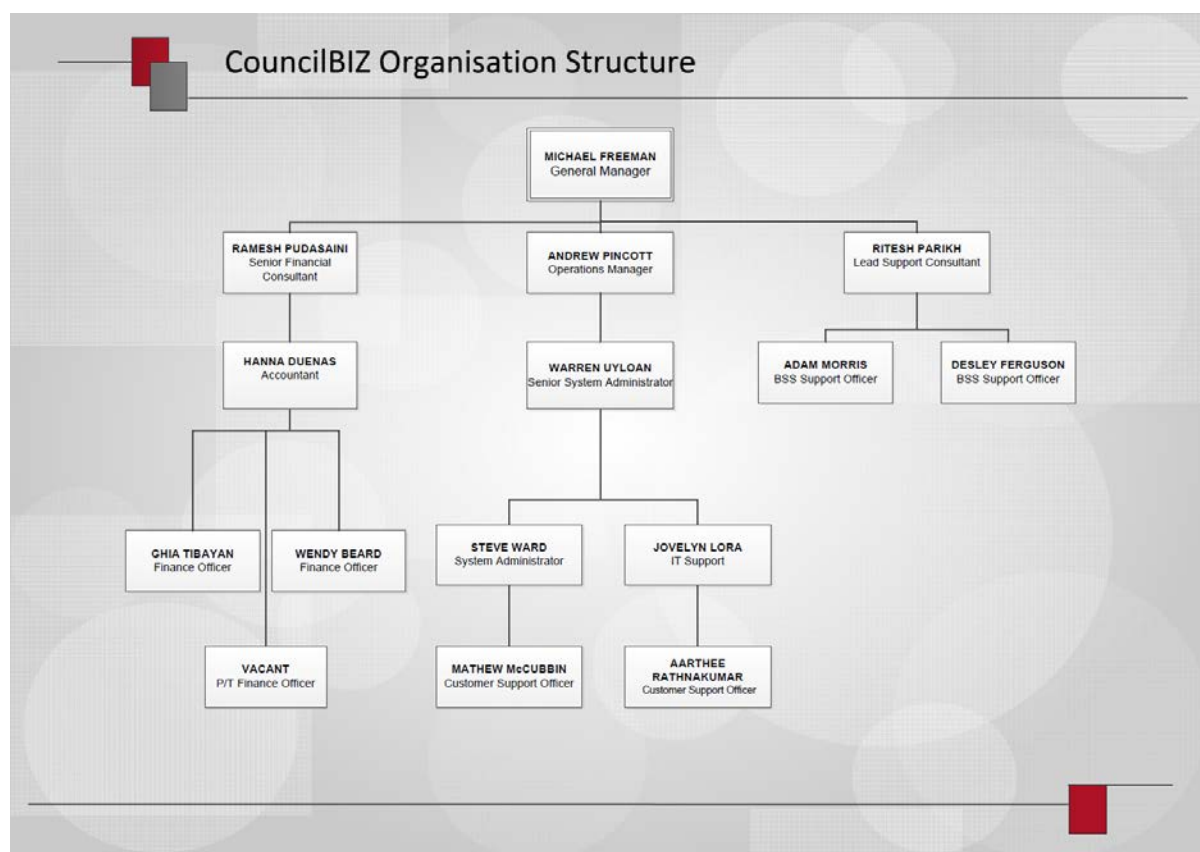 CouncilBIZ Organisation Structure
MICHAEL FREEMAN
General Manager
RAMESH PUDASAINI
Senior Financial
Consultant
ANDREW PINCOTT
Operations Manager
RITESH PARIKH
Lead Support Consultant
HANNA DUENAS
Accountant
WARREN UYLOAN
Senior System Administrator
ADAM MORRIS
BSS Support Officer
DESLEY FERGUSON
BSS Support Officer
GHIA TIBAYAN
Finance Officer
WENDY BEARD
Finance Officer
STEVE WARD
System Administrator
JOVELYN LORA
IT Support
VACANT
P/T Finance Officer
MATHEW McCUBBIN
Customer Support Officer
AARTHEE
RATHNAKUMAR
Customer Support Officer